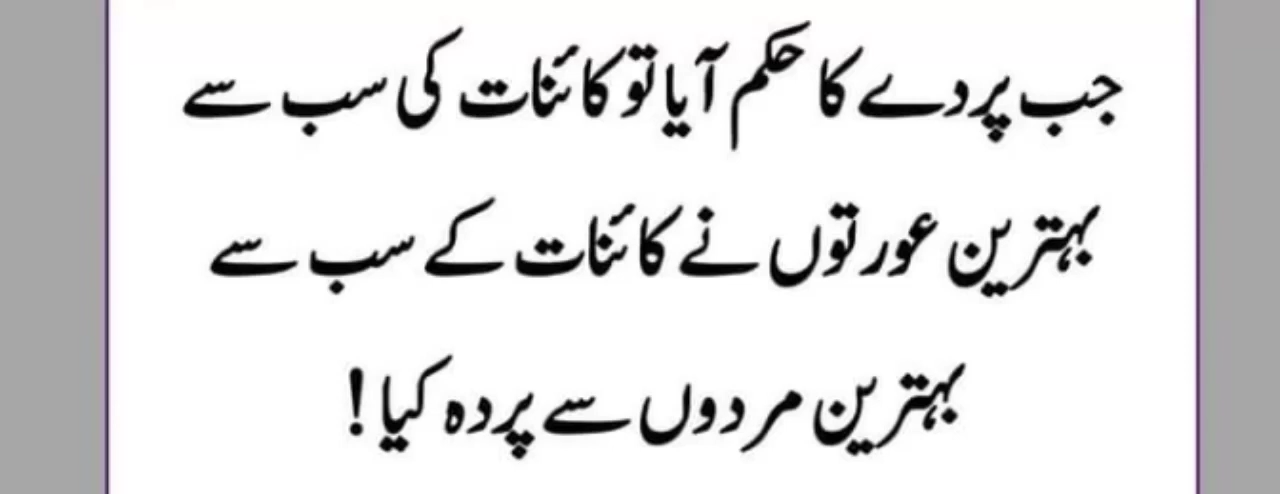 جب پردے کا حکم آیا تو کائنات کی سب سے
بہترین عورتوں نے کائنات کے سب سے
بہترین مردوں سے پردہ کیا !